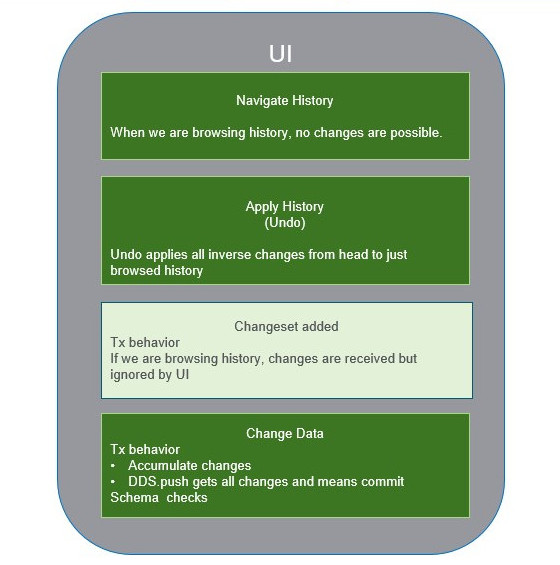 UI
Navigate History
When we are browsing history, no changes are possible.
Apply History
(Undo)
Undo applies all inverse changes from head to just
browsed history
Changeset added
Tx behavior
If we are browsing history, changes are received but
ignored by UI
Change Data
Tx behavior
• Accumulate changes
• DDS.push gets all changes and means commit
Schema checks